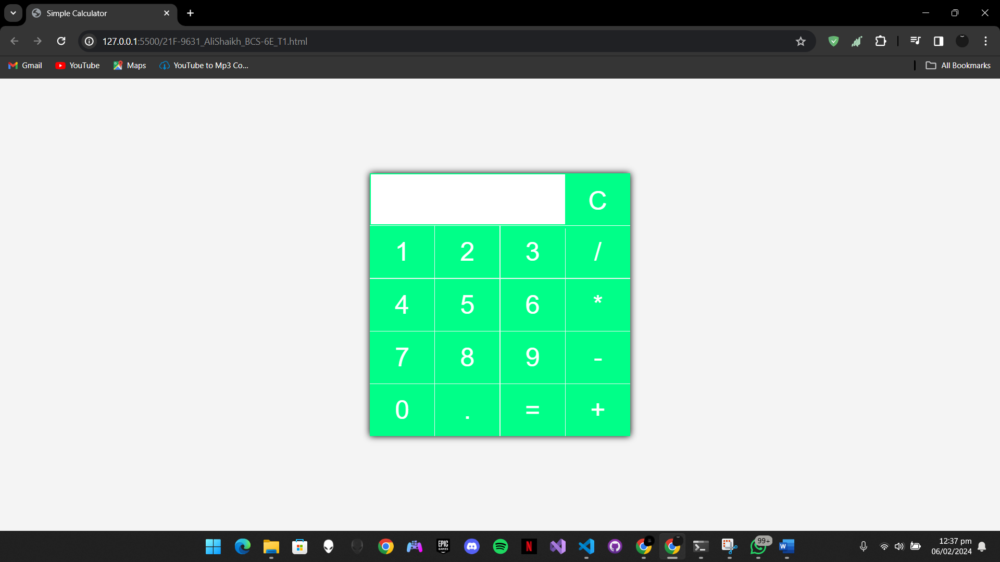 Simple Calculator
127.0.0.1:5500/21F-9631_AliShaikh_BCS-6E_T1.html
Gmail YouTube Maps YouTube to Mp3 Co... All Bookmarks
C
1 2 3 /
4 5 6 *
7 8 9 -
0 . = +
EPIC
GAMES
N
99+
W
12:37 pm
06/02/2024